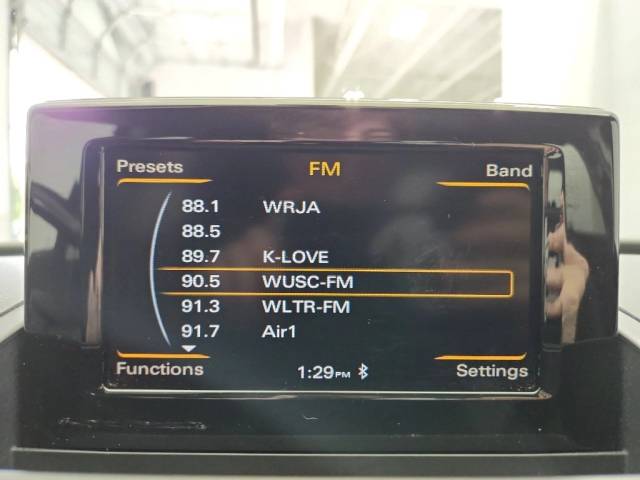 Presets FM Band
88.1 WRJA
88.5
89.7 K-LOVE
90.5 WUSC-FM
91.3 WLTR-FM
91.7 Air1
Functions 1:29PM Settings